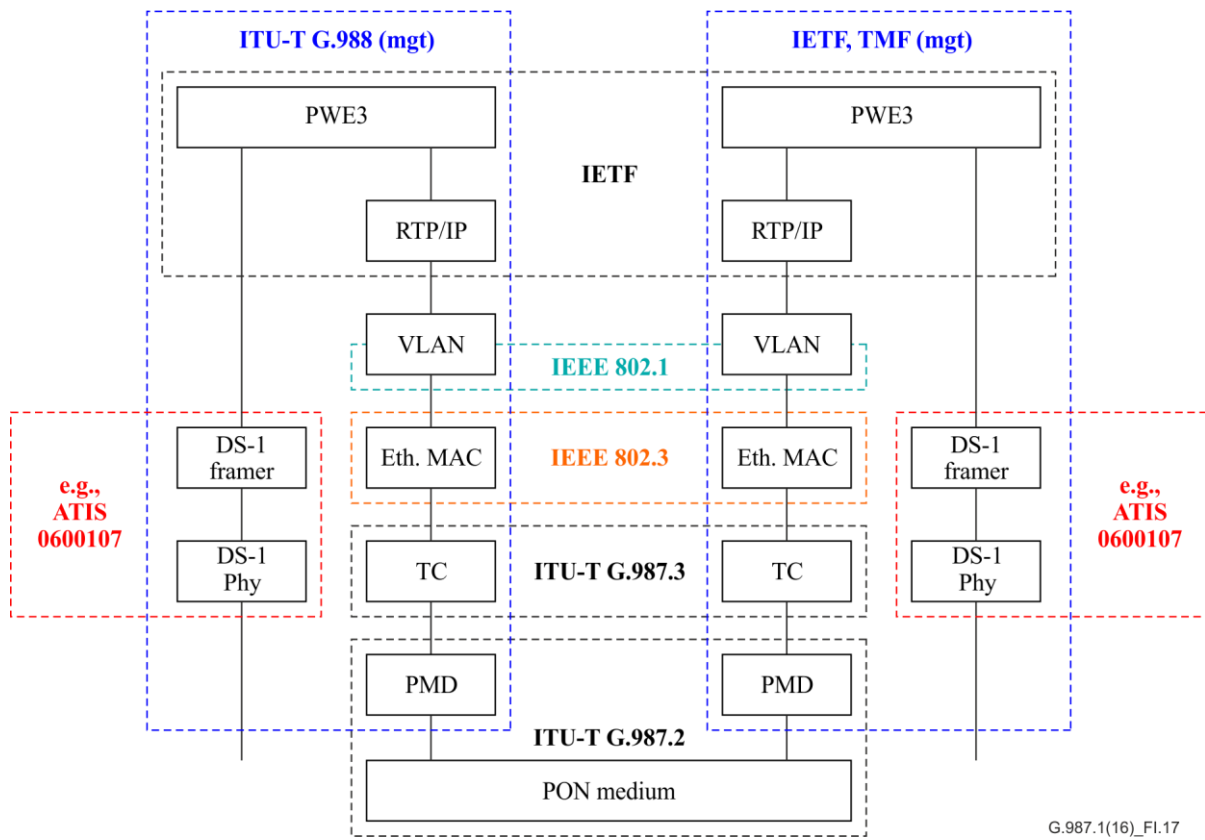 ITU-T G.988 (mgt)
IETF, TMF (mgt)
PWE3
PWE3
IETF
RTP/IP
RTP/IP
VLAN
VLAN
IEEE 802.1
DS-1
framer
Eth. MAC
IEEE 802.3
Eth. MAC
DS-1
framer
e.g.,
ATIS
0600107
e.g.,
ATIS
0600107
DS-1
Phy
TC
ITU-T G.987.3
TC
DS-1
Phy
PMD
PMD
ITU-T G.987.2
PON medium
G.987.1(16)_FI.17